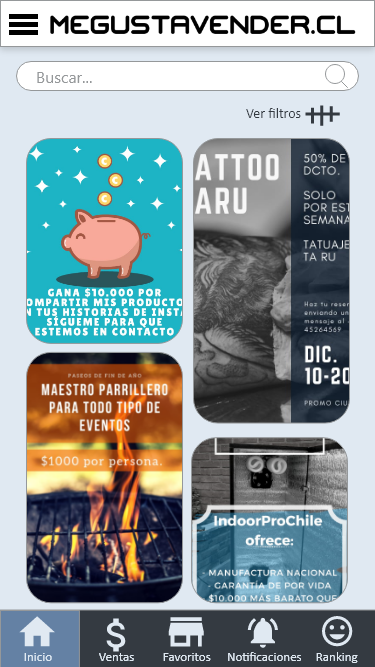 MEGUSTAVENDER.CL
Buscar...
Ver filtros
GANA $10.000 POR
OMPARTIR MIS PRODUCTO
N TUS HISTORIAS DE INSTA
SÍGUEME PARA QUE
ESTEMOS EN CONTACTO
ATTOO
ARU
50% DE
DCTO.
SOLO
POR EST
SEMANA
TATUAJE
TA RU
Haz tu reser
enviando un
mensaje al
45264569
DIC.
10-20
PROMO CIU
PASEOS DE FIN DE AÑO
MAESTRO PARRILLERO
PARA TODO TIPO DE
EVENTOS
$1000 por persona.
IndoorProChile
ofrece:
- MANUFACTURA NACIONAL
- GARANTÍA DE POR VIDA
$10.000 MÁS BARATO QUE
Inicio
Ventas
Favoritos
Notificaciones
Ranking